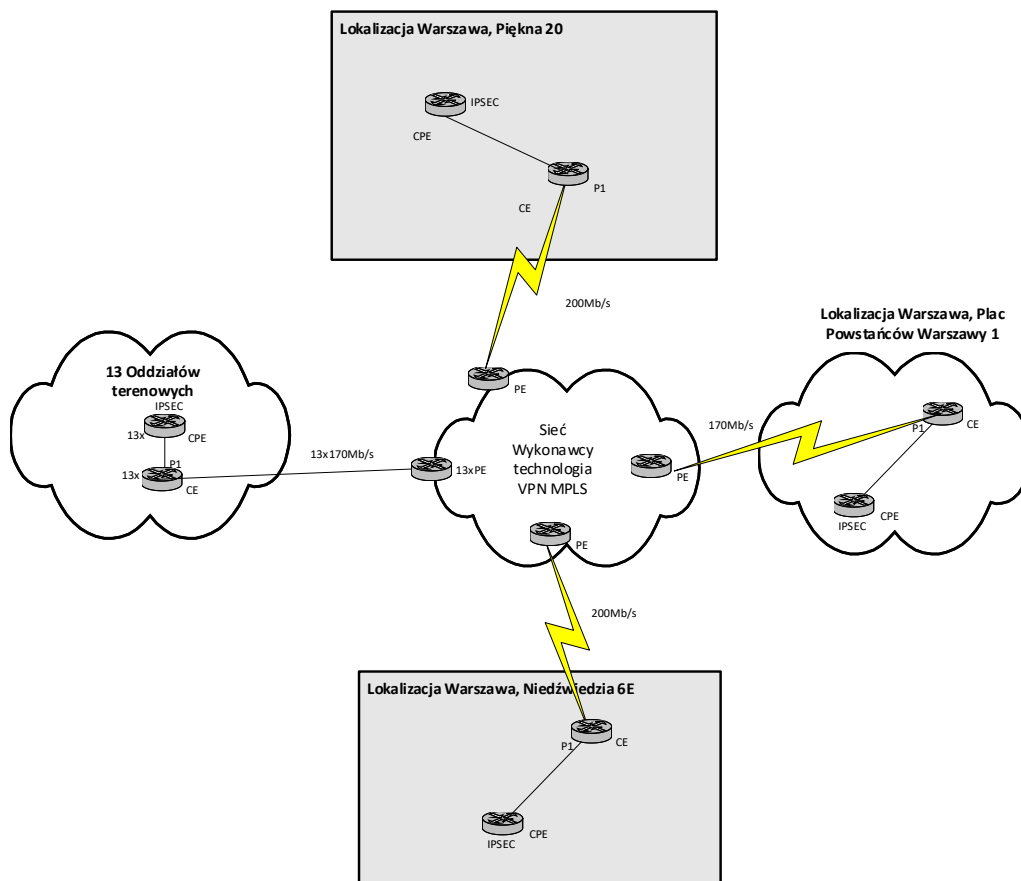 Lokalizacja Warszawa, Piękna 20
IPSEC
CPE
P1
CE
200Mb/s
Lokalizacja Warszawa, Plac
Powstańców Warszawy 1
13 Oddziałów
terenowych
IPSEC
13x
CPE
P1
13x
CE
13x170Mb/s
13xPE
PE
Sieć
Wykonawcy
technologia
VPN MPLS
PE
170Mb/s
P1
CE
IPSEC
CPE
PE
200Mb/s
Lokalizacja Warszawa, Niedźwiedzia 6E
P1
CE
CPE
IPSEC